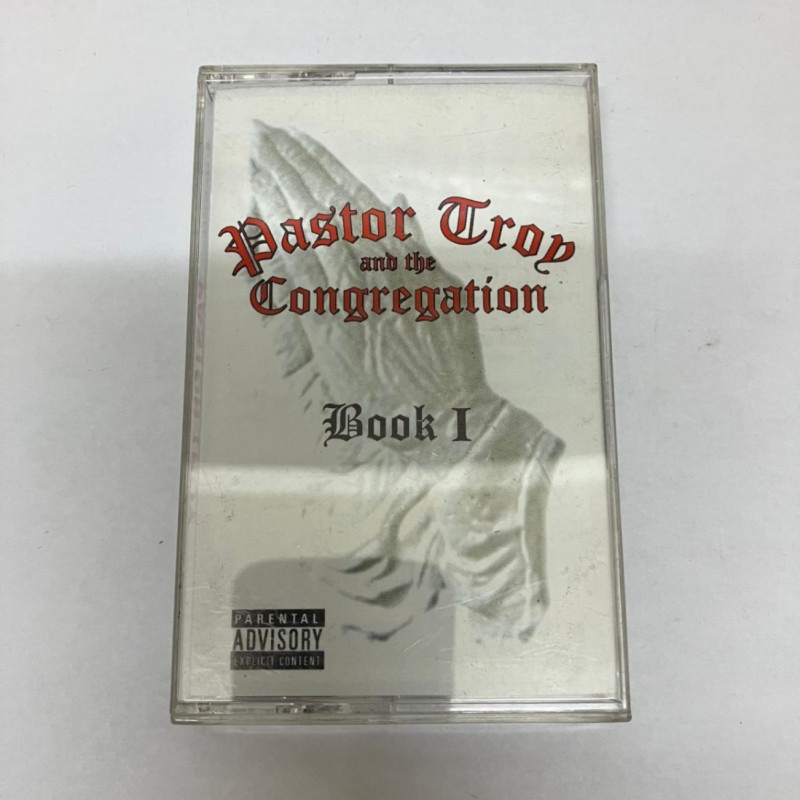 Pastor Troy
and the
Congregation
Book I
PARENTAL
ADVISORY
EXPLICIT CONTENT